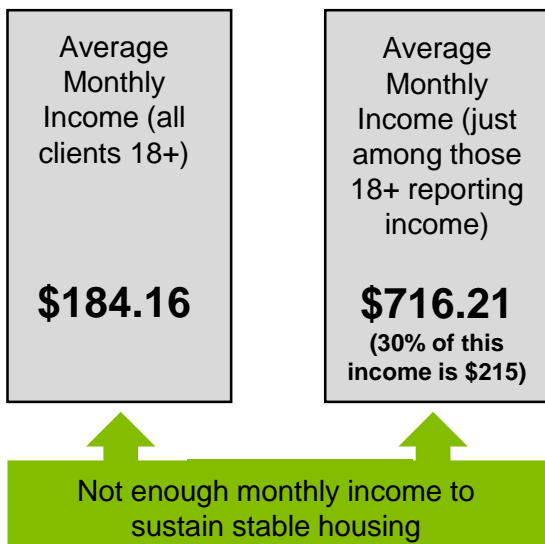 Average
Monthly
Income (all
clients 18+)
$184.16
Average
Monthly
Income (just
among those
18+ reporting
income)
$716.21
(30% of this
income is $215)
Not enough monthly income to
sustain stable housing